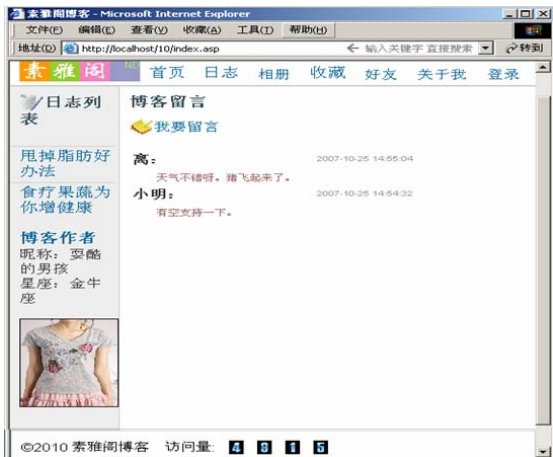 素雅阁博客 - Microsoft Internet Explorer
文件(F) 编辑(E) 查看(V) 收藏(A) 工具(T) 帮助(H)
地址(D) http://localhost/10/index.asp 输入关键字 直接搜索 转到
素雅阁 首页 日志 相册 收藏 好友 关于我 登录
日志列表
甩掉脂肪好办法
食疗果蔬为你增健康
博客作者
昵称：耍酷的男孩
星座：金牛座
博客留言
我要留言
离： 2007-10-25 14:55:04
天气不错呀。猪飞起来了。
小明： 2007-10-25 14:54:32
有空支持一下。
©2010 素雅阁博客 访问量: 4 9 1 5